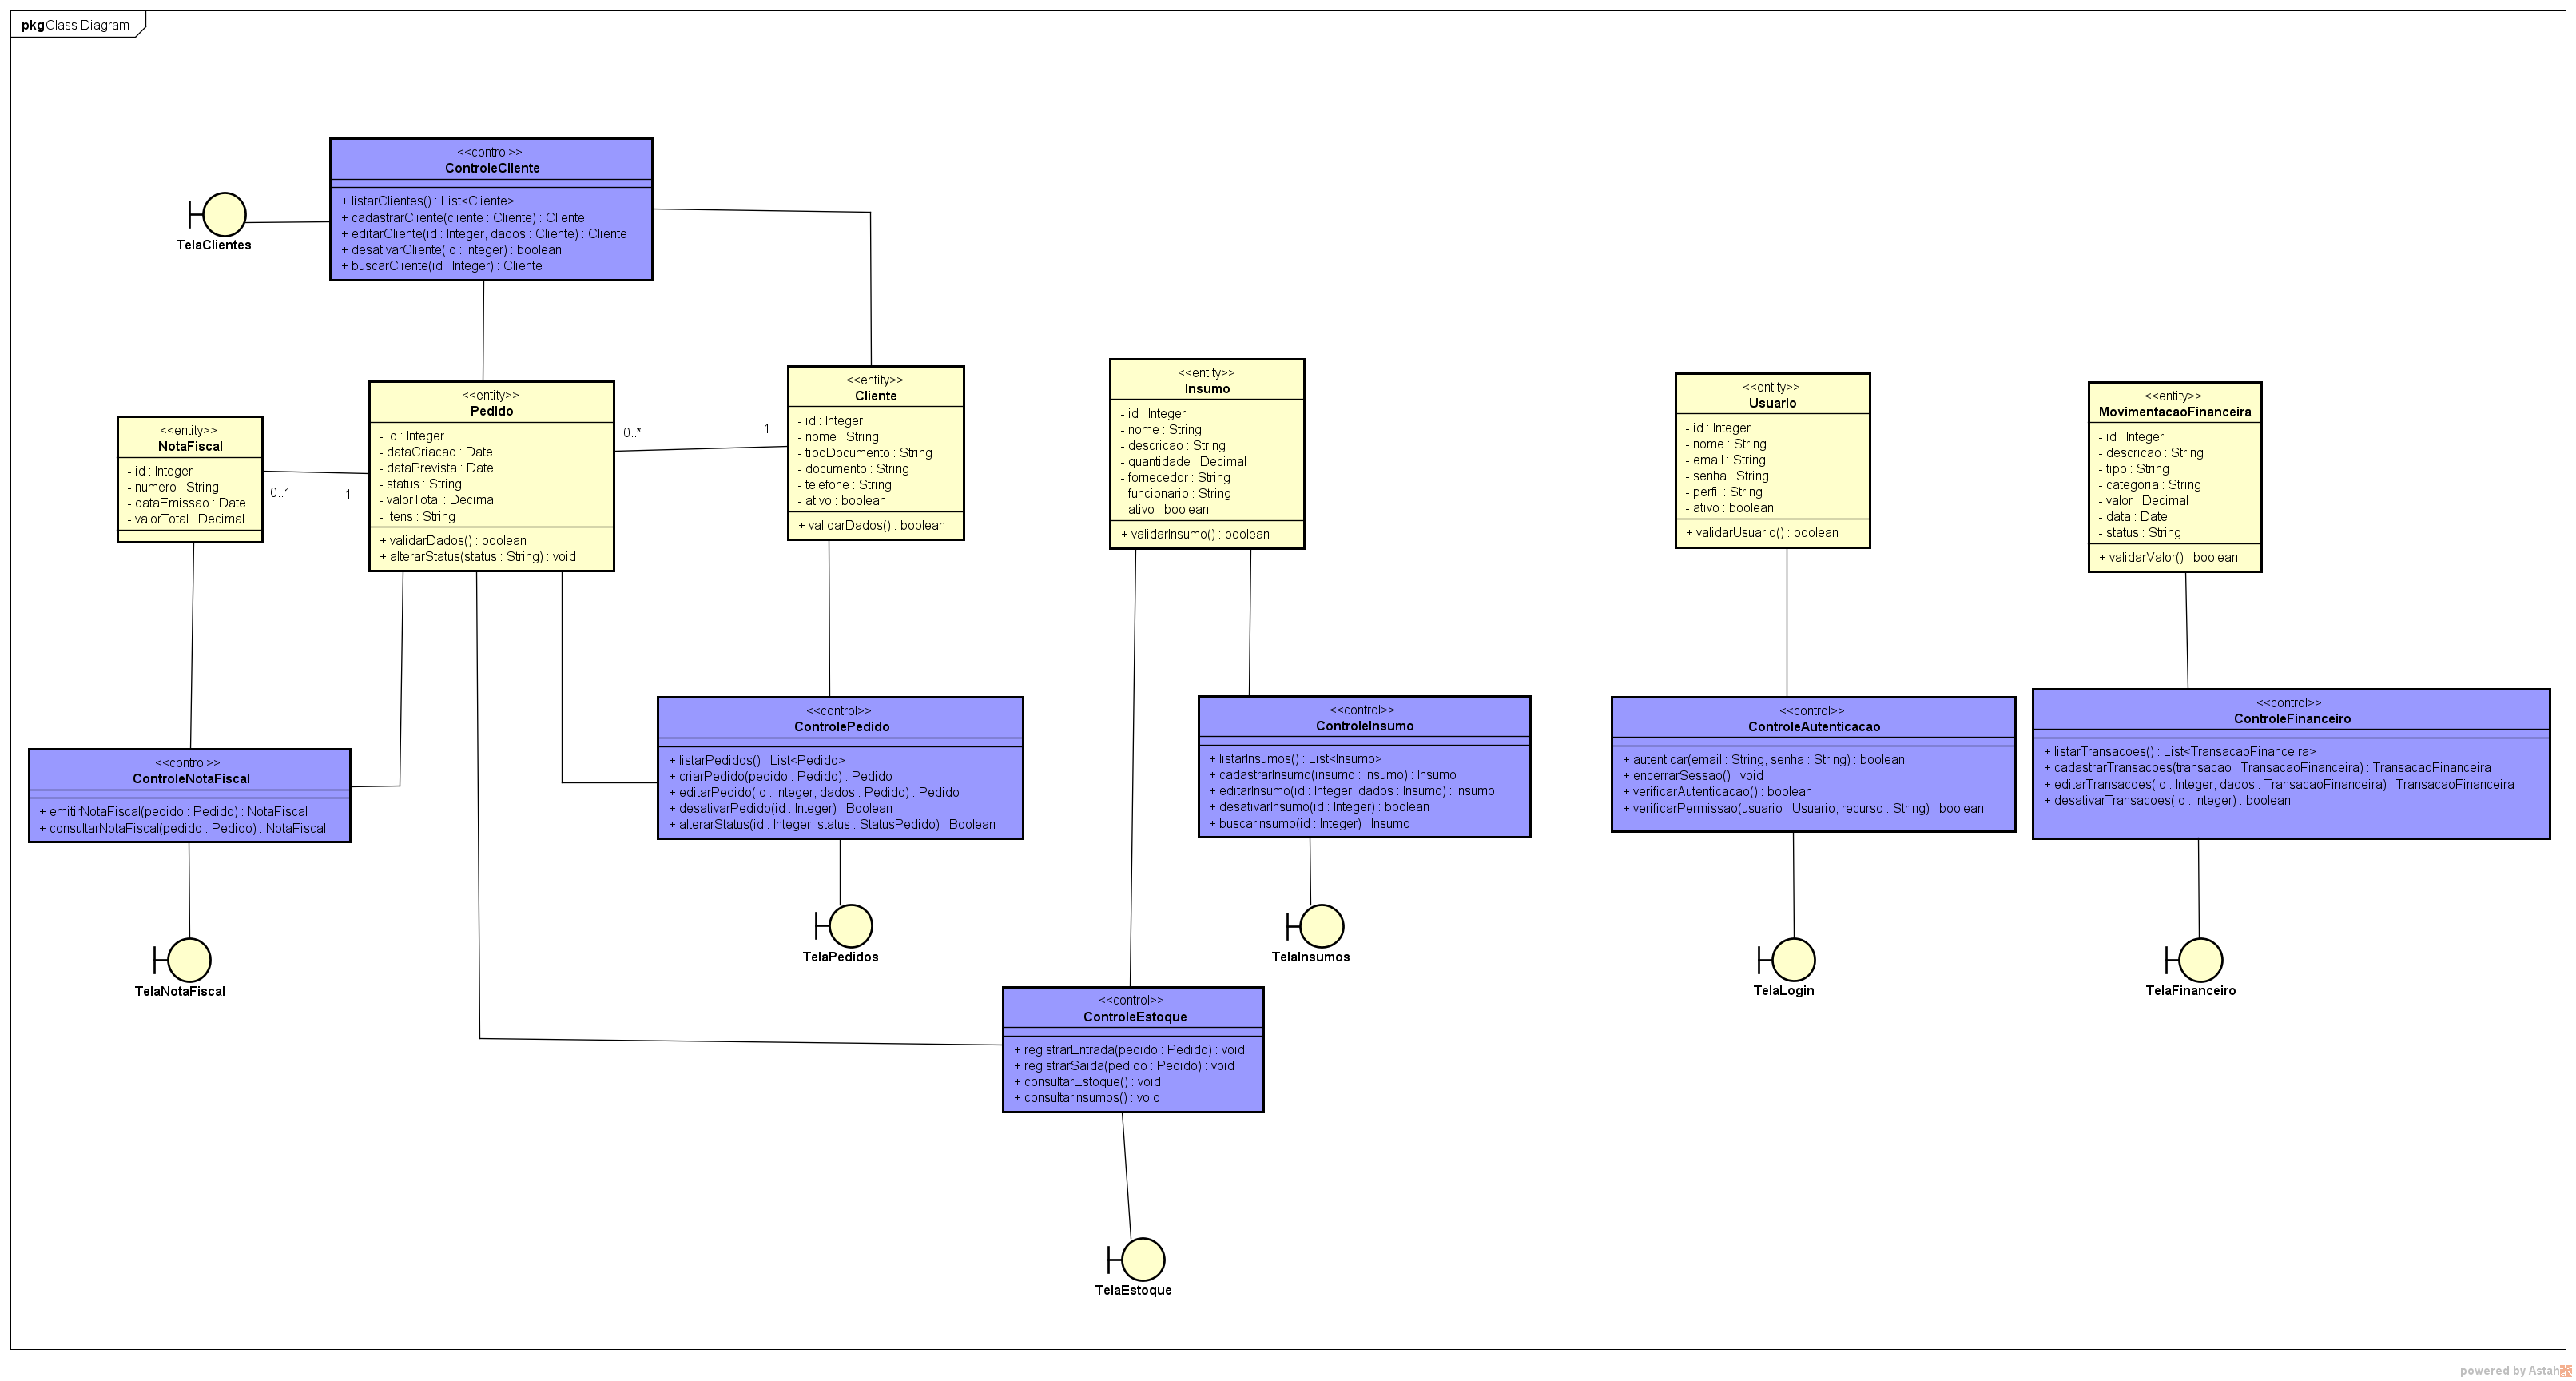 pkg Class Diagram
<<control>>
ControleCliente
+ listarClientes() : List<Cliente>
+ cadastrarCliente(cliente : Cliente) : Cliente
+ editarCliente(id : Integer, dados : Cliente) : Cliente
+ desativarCliente(id : Integer) : boolean
+ buscarCliente(id : Integer) : Cliente
TelaClientes
<<entity>>
NotaFiscal
- id : Integer
- numero : String
- dataEmissao : Date
- valorTotal : Decimal
0..1
1
<<entity>>
Pedido
- id : Integer
- dataCriacao : Date
- dataPrevista : Date
- status : String
- valorTotal : Decimal
- itens : String
+ validarDados() : boolean
+ alterarStatus(status : String) : void
0..*
1
<<entity>>
Cliente
- id : Integer
- nome : String
- tipoDocumento : String
- documento : String
- telefone : String
- ativo : boolean
+ validarDados() : boolean
<<entity>>
Insumo
- id : Integer
- nome : String
- descricao : String
- quantidade : Decimal
- fornecedor : String
- funcionario : String
- ativo : boolean
+ validarInsumo() : boolean
<<entity>>
Usuario
- id : Integer
- nome : String
- email : String
- senha : String
- perfil : String
- ativo : boolean
+ validarUsuario() : boolean
<<entity>>
MovimentacaoFinanceira
- id : Integer
- descricao : String
- tipo : String
- categoria : String
- valor : Decimal
- data : Date
- status : String
+ validarValor() : boolean
<<control>>
ControleNotaFiscal
+ emitirNotaFiscal(pedido : Pedido) : NotaFiscal
+ consultarNotaFiscal(pedido : Pedido) : NotaFiscal
<<control>>
ControlePedido
+ listarPedidos() : List<Pedido>
+ criarPedido(pedido : Pedido) : Pedido
+ editarPedido(id : Integer, dados : Pedido) : Pedido
+ desativarPedido(id : Integer) : Boolean
+ alterarStatus(id : Integer, status : StatusPedido) : Boolean
<<control>>
ControleInsumo
+ listarInsumos() : List<Insumo>
+ cadastrarInsumo(insumo : Insumo) : Insumo
+ editarInsumo(id : Integer, dados : Insumo) : Insumo
+ desativarInsumo(id : Integer) : boolean
+ buscarInsumo(id : Integer) : Insumo
<<control>>
ControleAutenticacao
+ autenticar(email : String, senha : String) : boolean
+ encerrarSessao() : void
+ verificarAutenticacao() : boolean
+ verificarPermissao(usuario : Usuario, recurso : String) : boolean
<<control>>
ControleFinanceiro
+ listarTransacoes() : List<TransacaoFinanceira>
+ cadastrarTransacoes(transacao : TransacaoFinanceira) : TransacaoFinanceira
+ editarTransacoes(id : Integer, dados : TransacaoFinanceira) : TransacaoFinanceira
+ desativarTransacoes(id : Integer) : boolean
TelaNotaFiscal
TelaPedidos
TelaInsumos
TelaLogin
TelaFinanceiro
<<control>>
ControleEstoque
+ registrarEntrada(pedido : Pedido) : void
+ registrarSaida(pedido : Pedido) : void
+ consultarEstoque() : void
+ consultarInsumos() : void
TelaEstoque
powered by Astah